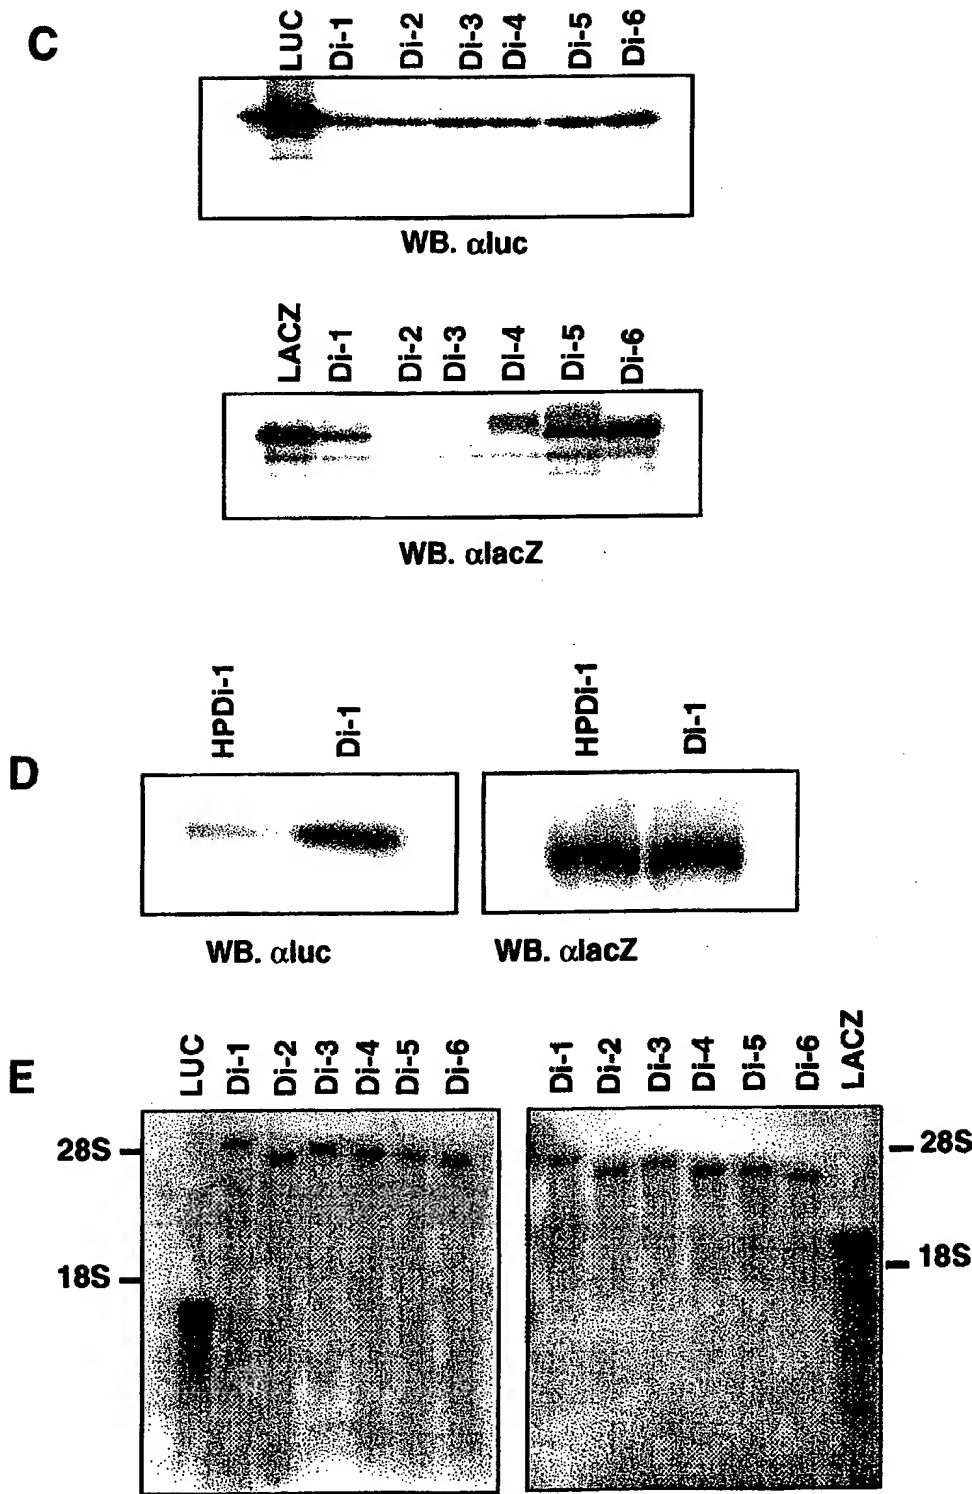 C
LUC Di-1 Di-2 Di-3 Di-4 Di-5 Di-6
WB. αluc
LACZ Di-1 Di-2 Di-3 Di-4 Di-5 Di-6
WB. αlacZ
D
HPDi-1 Di-1
HPDi-1 Di-1
WB. αluc
WB. αlacZ
E
LUC Di-1 Di-2 Di-3 Di-4 Di-5 Di-6
Di-1 Di-2 Di-3 Di-4 Di-5 Di-6 LACZ
28S
18S
28S
18S